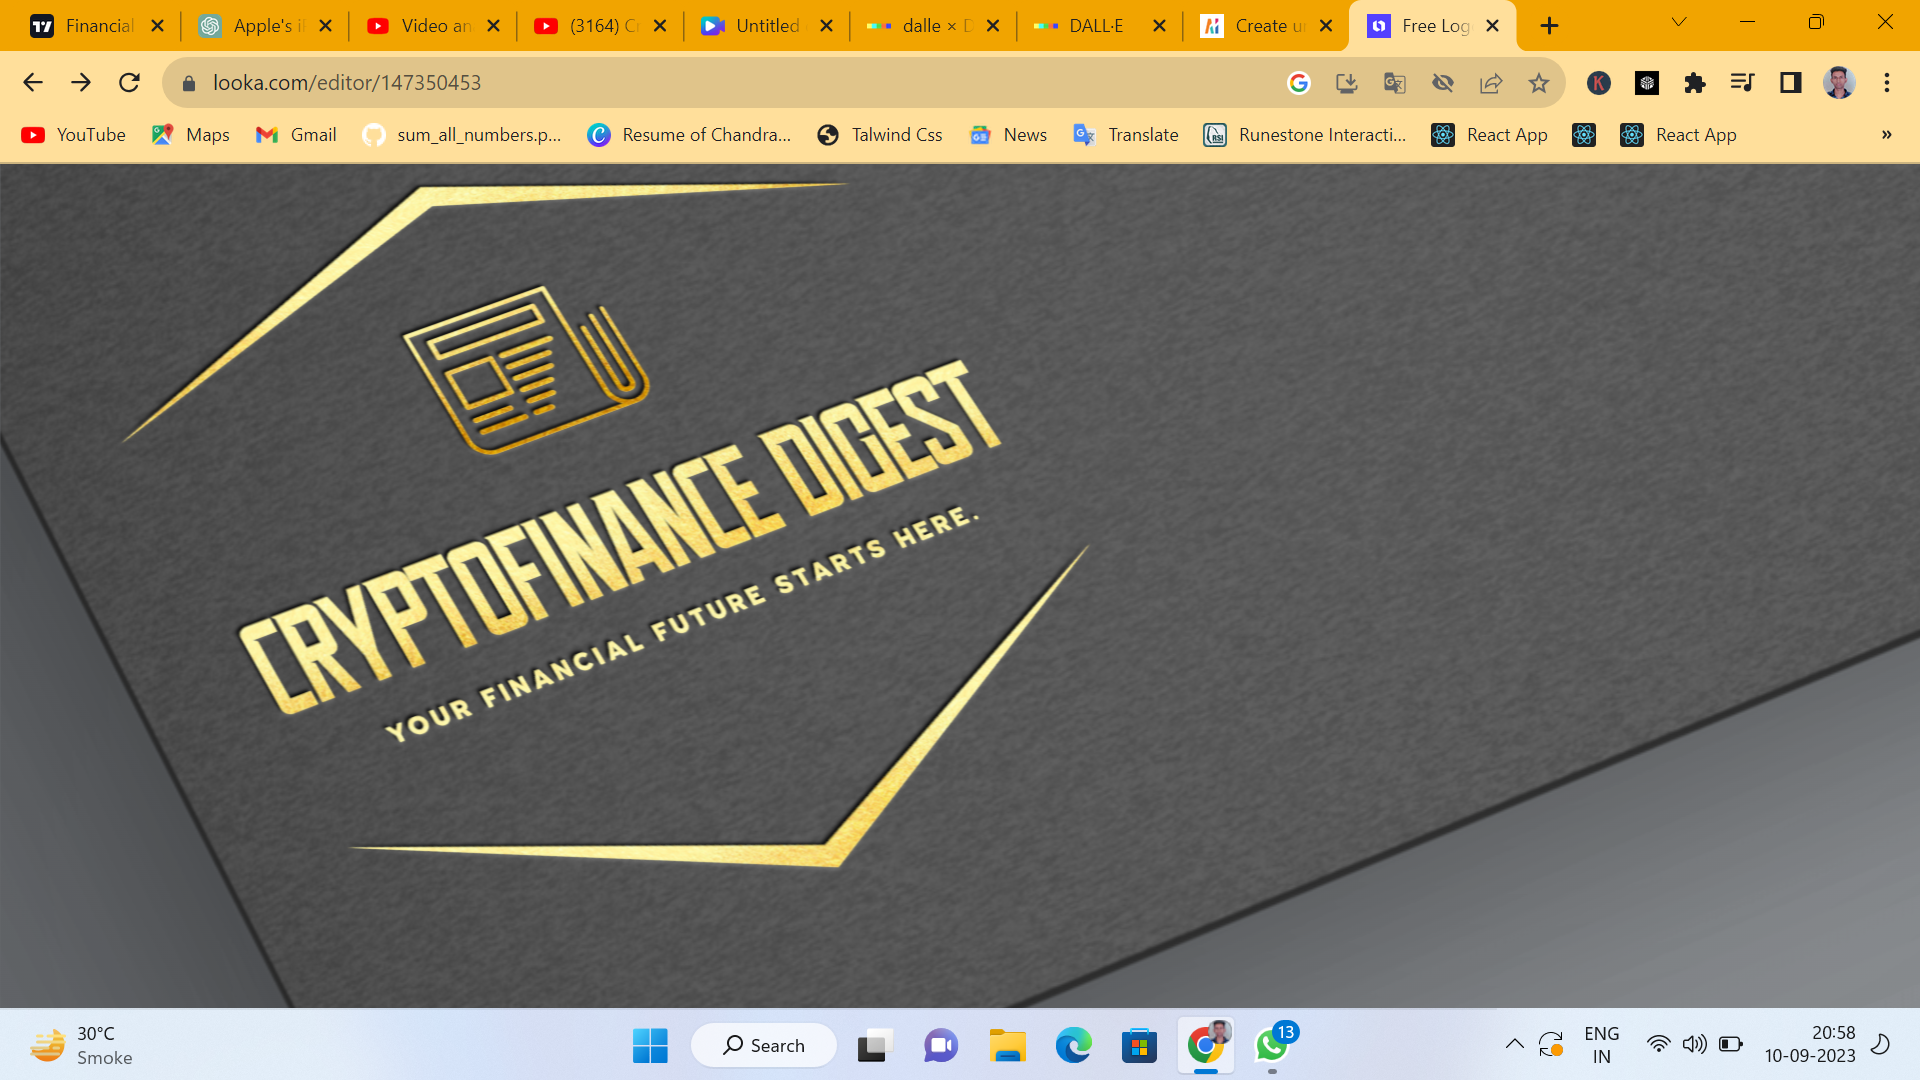 Financial
Apple's i
Video an
(3164) C
Untitled
dalle × D
DALL·E
Create u
Free Log
looka.com/editor/147350453
YouTube
Maps
Gmail
sum_all_numbers.p...
Resume of Chandra...
Talwind Css
News
Translate
Runestone Interacti...
React App
React App
»
CRYPTOFINANCE DIGEST
YOUR FINANCIAL FUTURE STARTS HERE.
30°C
Smoke
Search
13
ENG
IN
20:58
10-09-2023